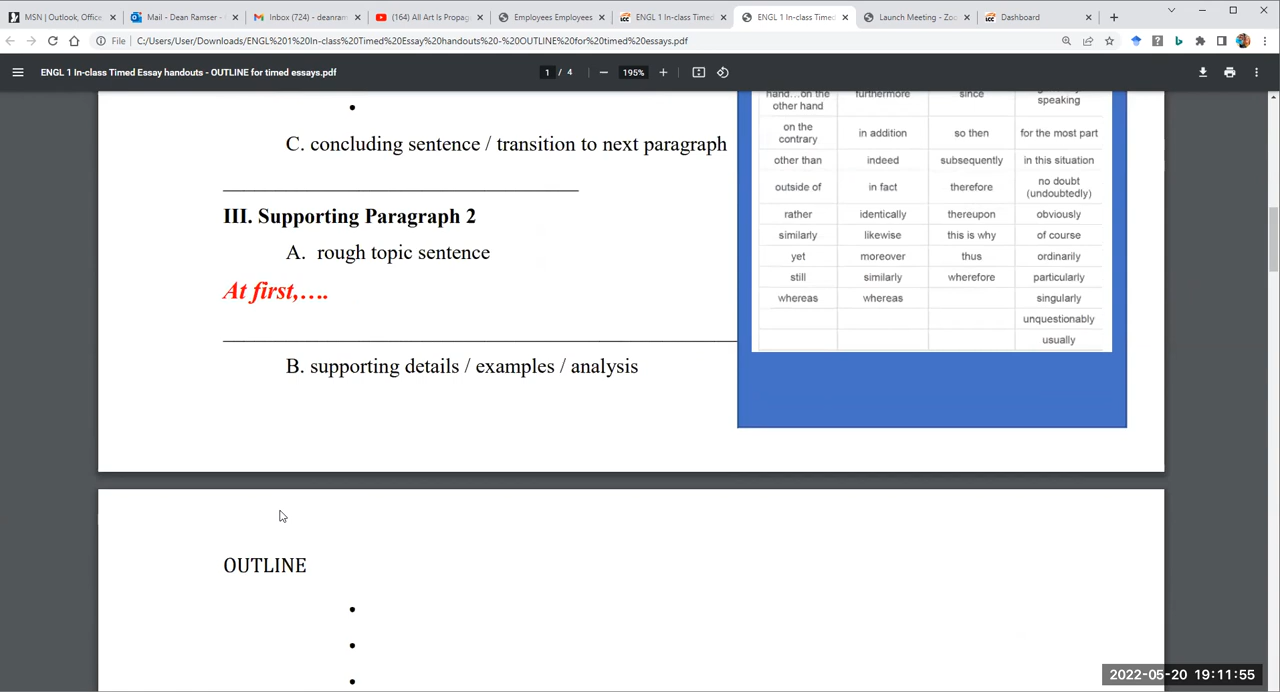 MSN | Outlook, Office
Mail - Dean Ramser -
Inbox (724) - deanram
(164) All Art Is Propag
Employees Employees
ENGL 1 In-class Timed
ENGL 1 In-class Timed
Launch Meeting - Zoo
Dashboard
File
C:/Users/User/Downloads/ENGL%201%20In-class%20Timed%20Essay%20handouts%20-%20OUTLINE%20for%20timed%20essays.pdf
ENGL 1 In-class Timed Essay handouts - OUTLINE for timed essays.pdf
1 / 4
195%
•
C. concluding sentence / transition to next paragraph
III. Supporting Paragraph 2
A. rough topic sentence
At first,….
B. supporting details / examples / analysis
hand…on the other hand furthermore since speaking
on the contrary in addition so then for the most part
other than indeed subsequently in this situation
outside of in fact therefore no doubt (undoubtedly)
rather identically thereupon obviously
similarly likewise this is why of course
yet moreover thus ordinarily
still similarly wherefore particularly
whereas whereas singularly
unquestionably
usually
OUTLINE
•
•
•
2022-05-20 19:11:55